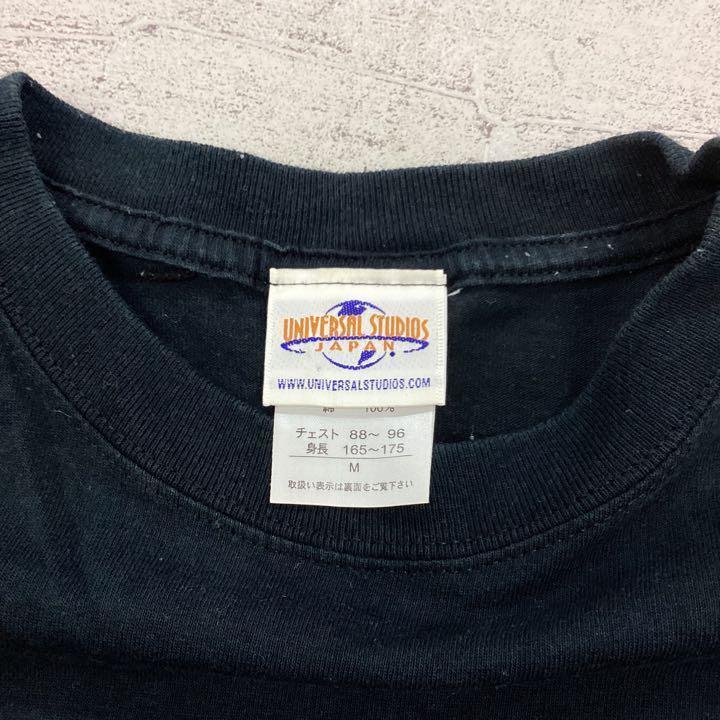 UNIVERSAL STUDIOS
JAPAN
WWW.UNIVERSALSTUDIOS.COM
綿 100%
チェスト 88～ 96
身長 165～175
M
取扱い表示は裏面をご覧下さい